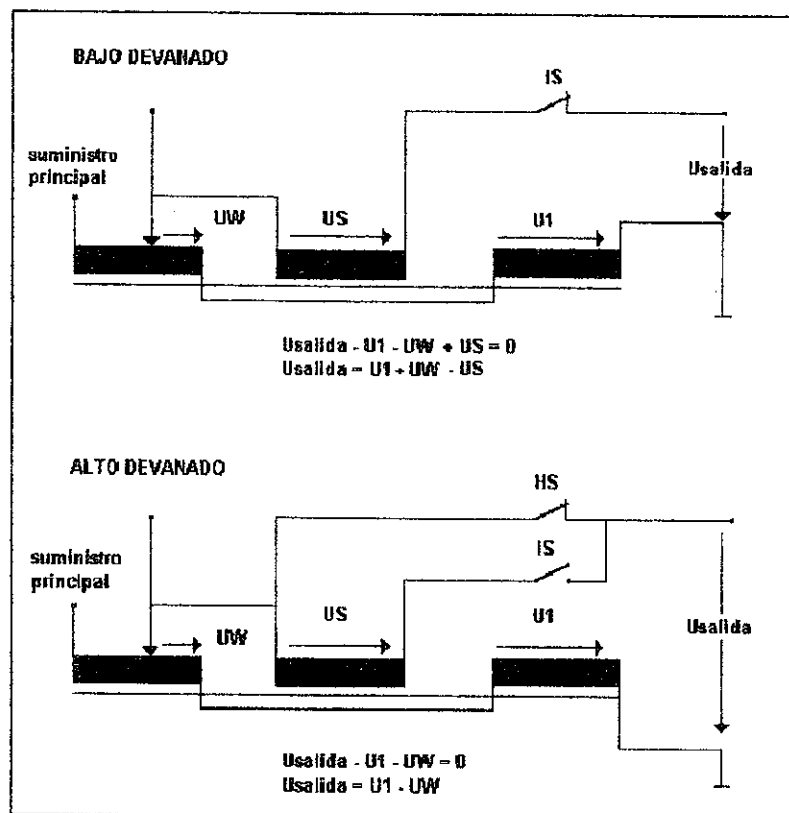 BAJO DEVANADO
IS
suministro
principal
Usalida
UW
US
U1
Usalida - U1 - UW + US = 0
Usalida = U1 + UW - US
ALTO DEVANADO
HS
suministro
principal
IS
UW
US
U1
Usalida
Usalida - U1 - UW = 0
Usalida = U1 - UW